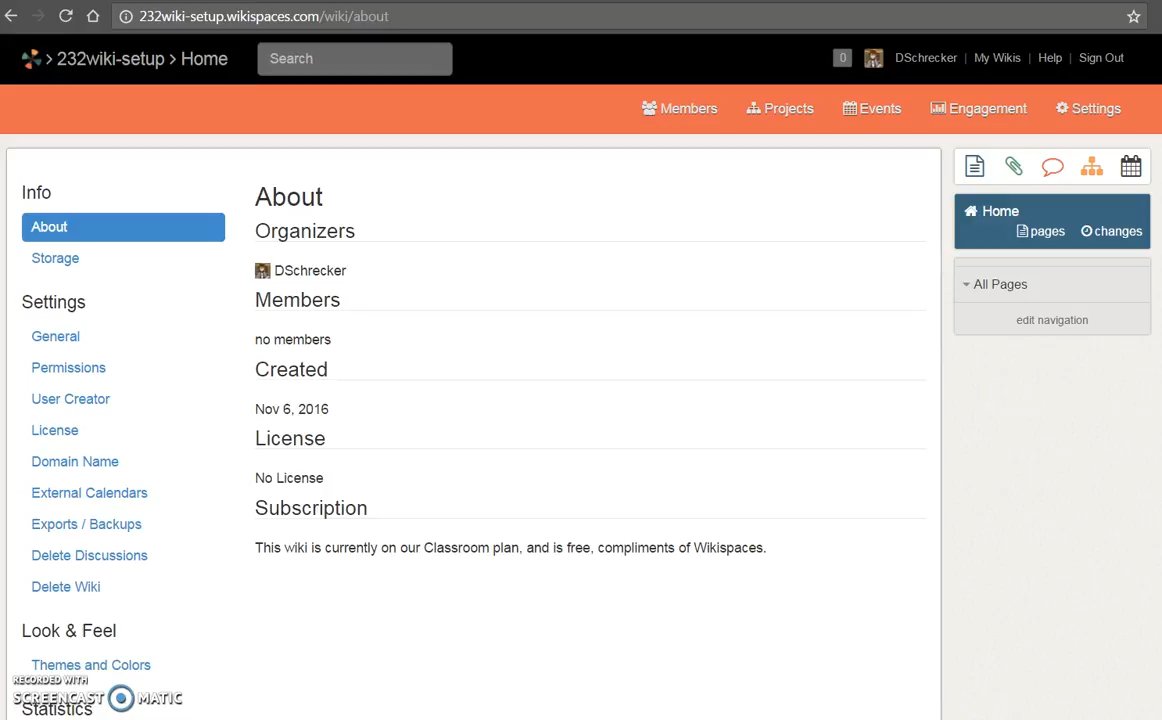 232wiki-setup.wikispaces.com/wiki/about
> 232wiki-setup > Home
Search
0
DSchrecker | My Wikis | Help | Sign Out
Members
Projects
Events
Engagement
Settings
Info
About
Storage
Settings
General
Permissions
User Creator
License
Domain Name
External Calendars
Exports / Backups
Delete Discussions
Delete Wiki
Look & Feel
Themes and Colors
Statistics
RECORDED WITH
SCREENCAST MATIC
About
Organizers
DSchrecker
Members
no members
Created
Nov 6, 2016
License
No License
Subscription
This wiki is currently on our Classroom plan, and is free, compliments of Wikispaces.
Home
pages
changes
All Pages
edit navigation